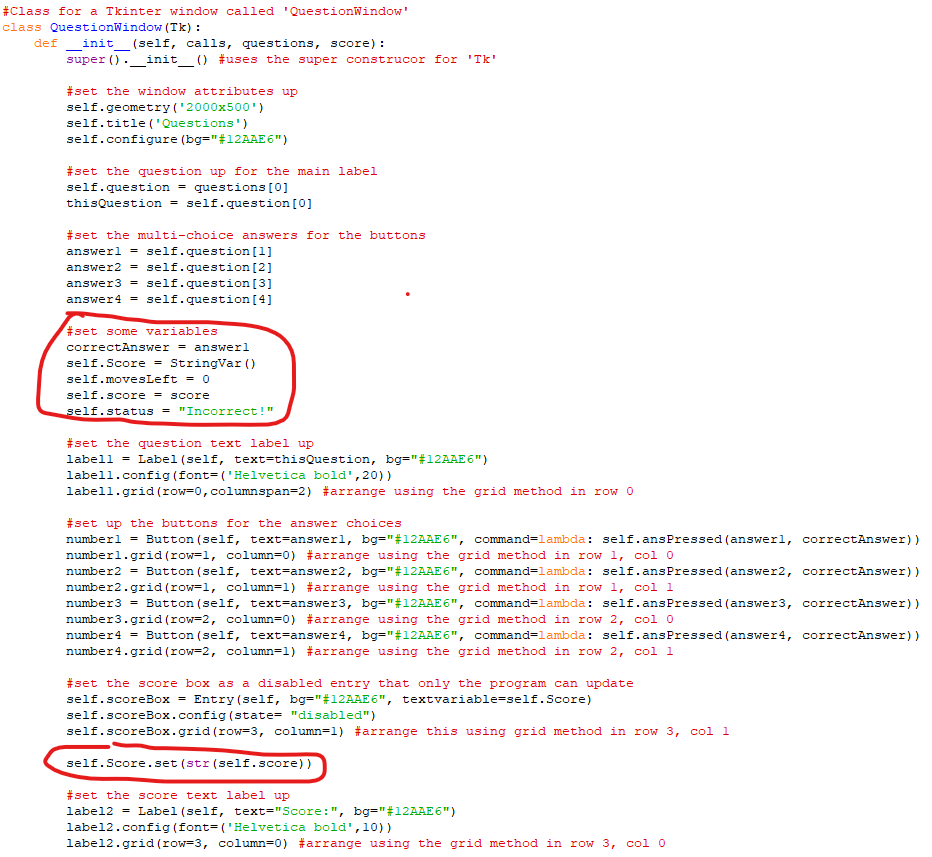 #Class for a Tkinter window called 'QuestionWindow'
class QuestionWindow(Tk):
    def __init__(self, calls, questions, score):
        super().__init__() #uses the super construcor for 'Tk'

        #set the window attributes up
        self.geometry('2000x500')
        self.title('Questions')
        self.configure(bg="#12AAE6")

        #set the question up for the main label
        self.question = questions[0]
        thisQuestion = self.question[0]

        #set the multi-choice answers for the buttons
        answer1 = self.question[1]
        answer2 = self.question[2]
        answer3 = self.question[3]
        answer4 = self.question[4]

        #set some variables
        correctAnswer = answer1
        self.Score = StringVar()
        self.movesLeft = 0
        self.score = score
        self.status = "Incorrect!"

        #set the question text label up
        label1 = Label(self, text=thisQuestion, bg="#12AAE6")
        label1.config(font=('Helvetica bold',20))
        label1.grid(row=0,columnspan=2) #arrange using the grid method in row 0

        #set up the buttons for the answer choices
        number1 = Button(self, text=answer1, bg="#12AAE6", command=lambda: self.ansPressed(answer1, correctAnswer))
        number1.grid(row=1, column=0) #arrange using the grid method in row 1, col 0
        number2 = Button(self, text=answer2, bg="#12AAE6", command=lambda: self.ansPressed(answer2, correctAnswer))
        number2.grid(row=1, column=1) #arrange using the grid method in row 1, col 1
        number3 = Button(self, text=answer3, bg="#12AAE6", command=lambda: self.ansPressed(answer3, correctAnswer))
        number3.grid(row=2, column=0) #arrange using the grid method in row 2, col 0
        number4 = Button(self, text=answer4, bg="#12AAE6", command=lambda: self.ansPressed(answer4, correctAnswer))
        number4.grid(row=2, column=1) #arrange using the grid method in row 2, col 1

        #set the score box as a disabled entry that only the program can update
        self.scoreBox = Entry(self, bg="#12AAE6", textvariable=self.Score)
        self.scoreBox.config(state= "disabled")
        self.scoreBox.grid(row=3, column=1) #arrange this using grid method in row 3, col 1

        self.Score.set(str(self.score))

        #set the score text label up
        label2 = Label(self, text="Score:", bg="#12AAE6")
        label2.config(font=('Helvetica bold',10))
        label2.grid(row=3, column=0) #arrange using the grid method in row 3, col 0